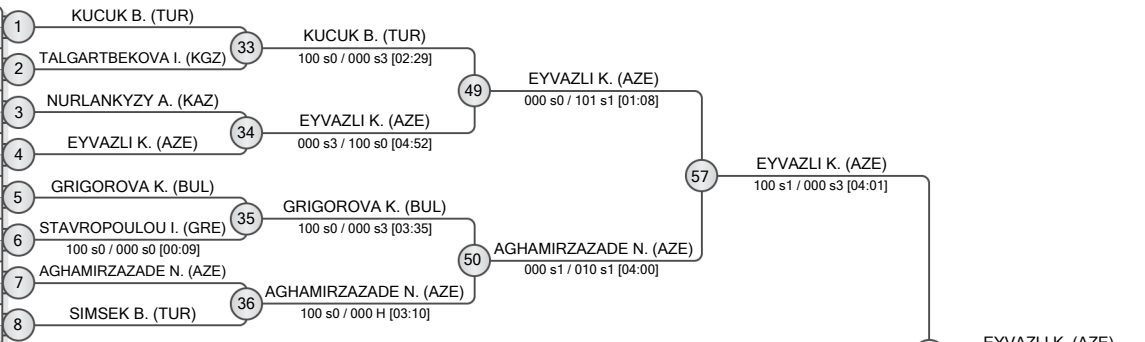 1
KUCUK B. (TUR)
33
KUCUK B. (TUR)
100 s0 / 000 s3 [02:29]
2
TALGARTBEKOVA I. (KGZ)
49
EYVAZLI K. (AZE)
000 s0 / 101 s1 [01:08]
3
NURLANKYZY A. (KAZ)
34
EYVAZLI K. (AZE)
000 s3 / 100 s0 [04:52]
4
EYVAZLI K. (AZE)
57
EYVAZLI K. (AZE)
100 s1 / 000 s3 [04:01]
5
GRIGOROVA K. (BUL)
35
GRIGOROVA K. (BUL)
100 s0 / 000 s3 [03:35]
6
STAVROPOULOU I. (GRE)
100 s0 / 000 s0 [00:09]
50
AGHAMIRZAZADE N. (AZE)
000 s1 / 010 s1 [04:00]
7
AGHAMIRZAZADE N. (AZE)
36
AGHAMIRZAZADE N. (AZE)
100 s0 / 000 H [03:10]
8
SIMSEK B. (TUR)
EYVAZLI K. (AZE)